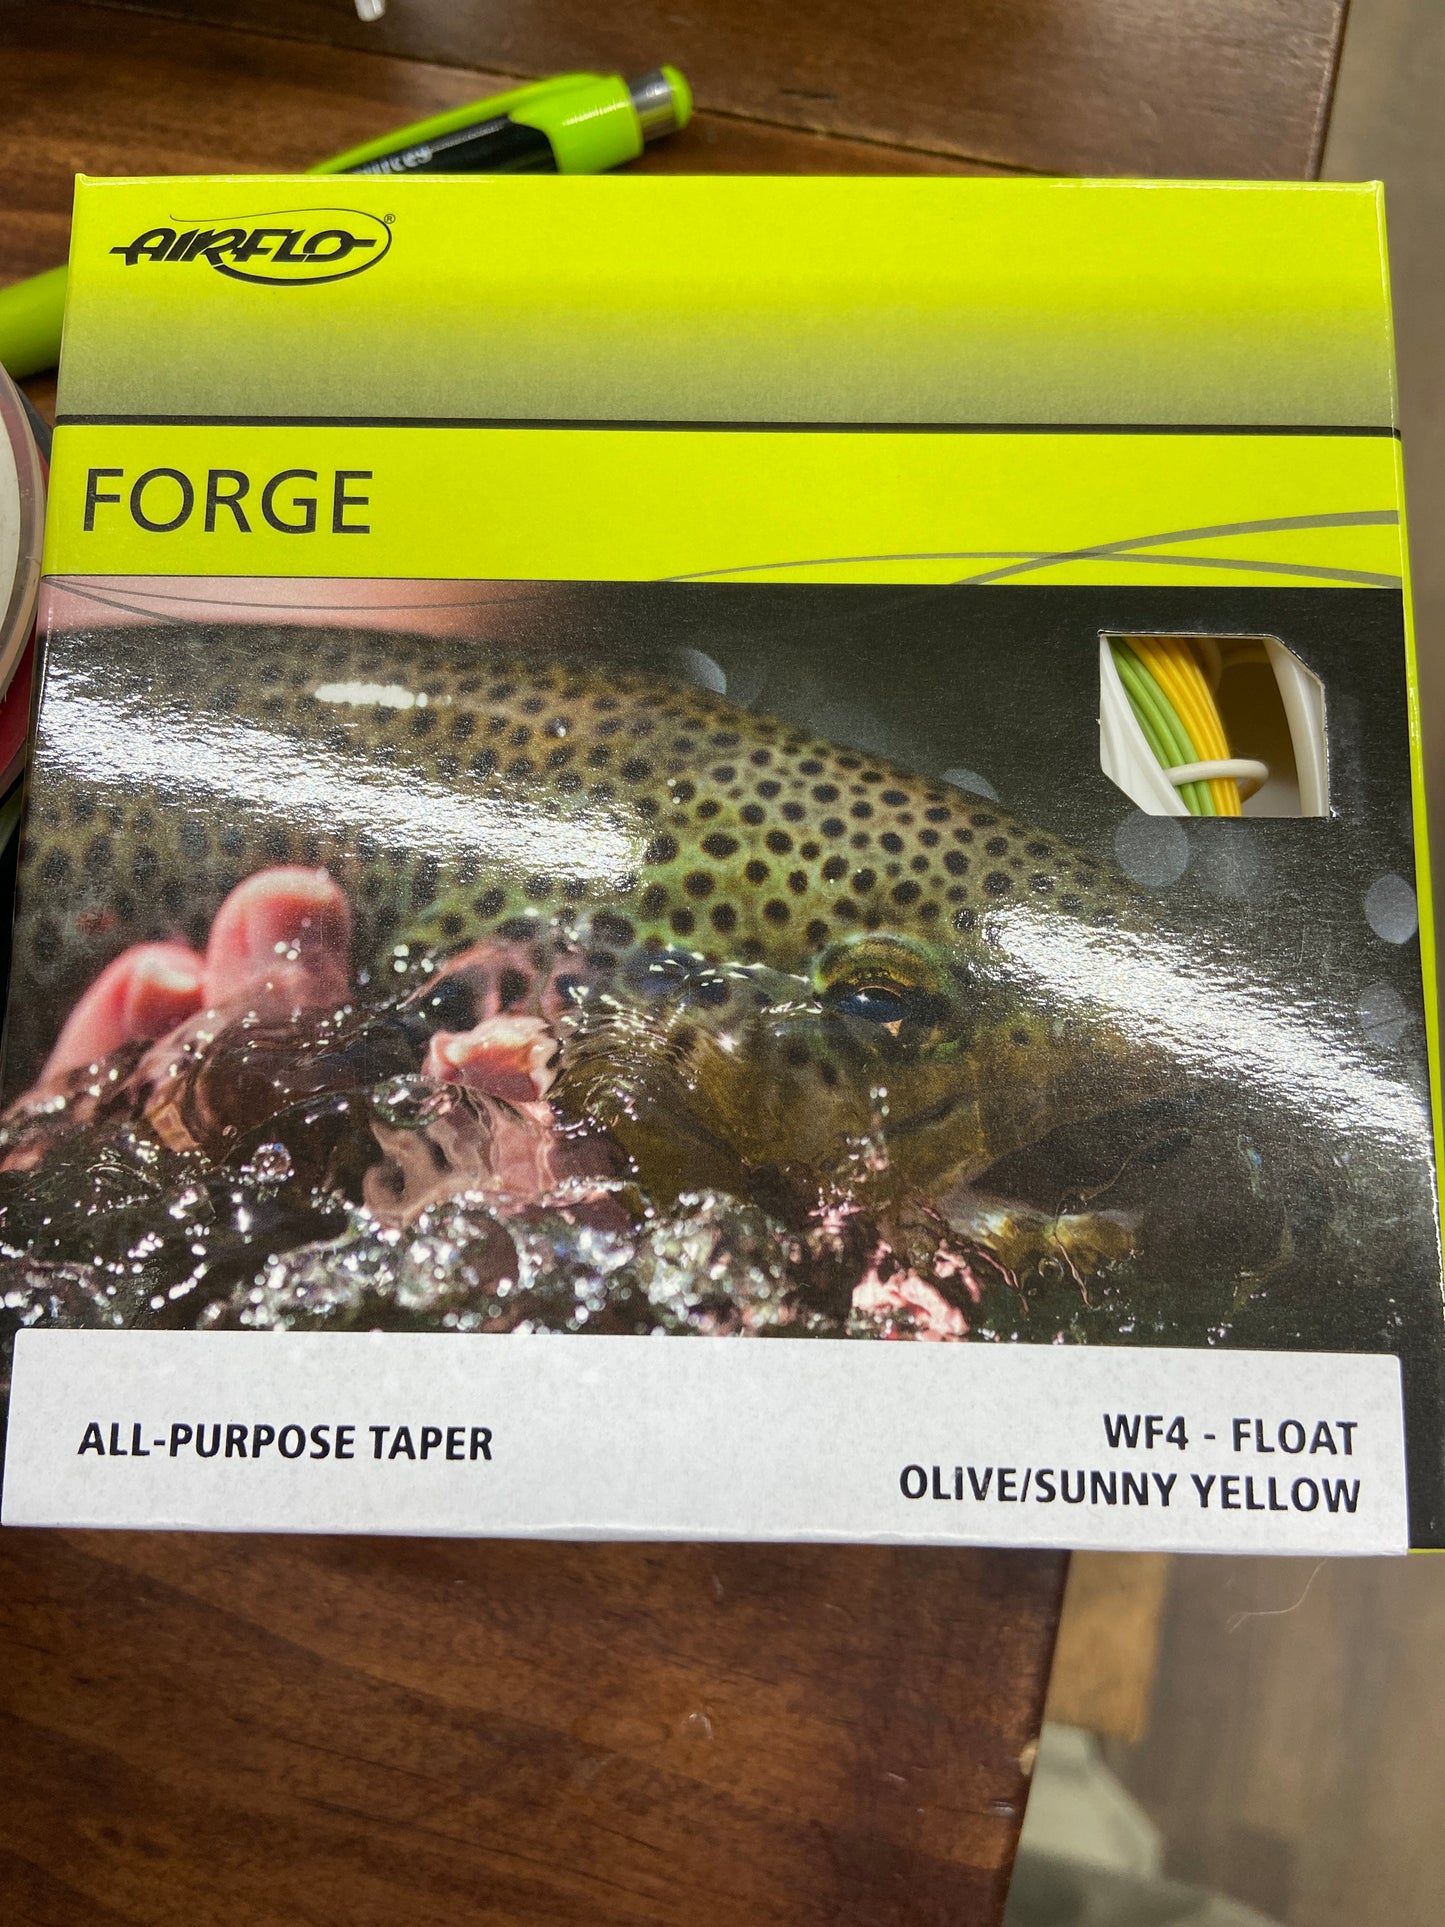 AIRFLO®
FORGE
ALL-PURPOSE TAPER
WF4 - FLOAT
OLIVE/SUNNY YELLOW